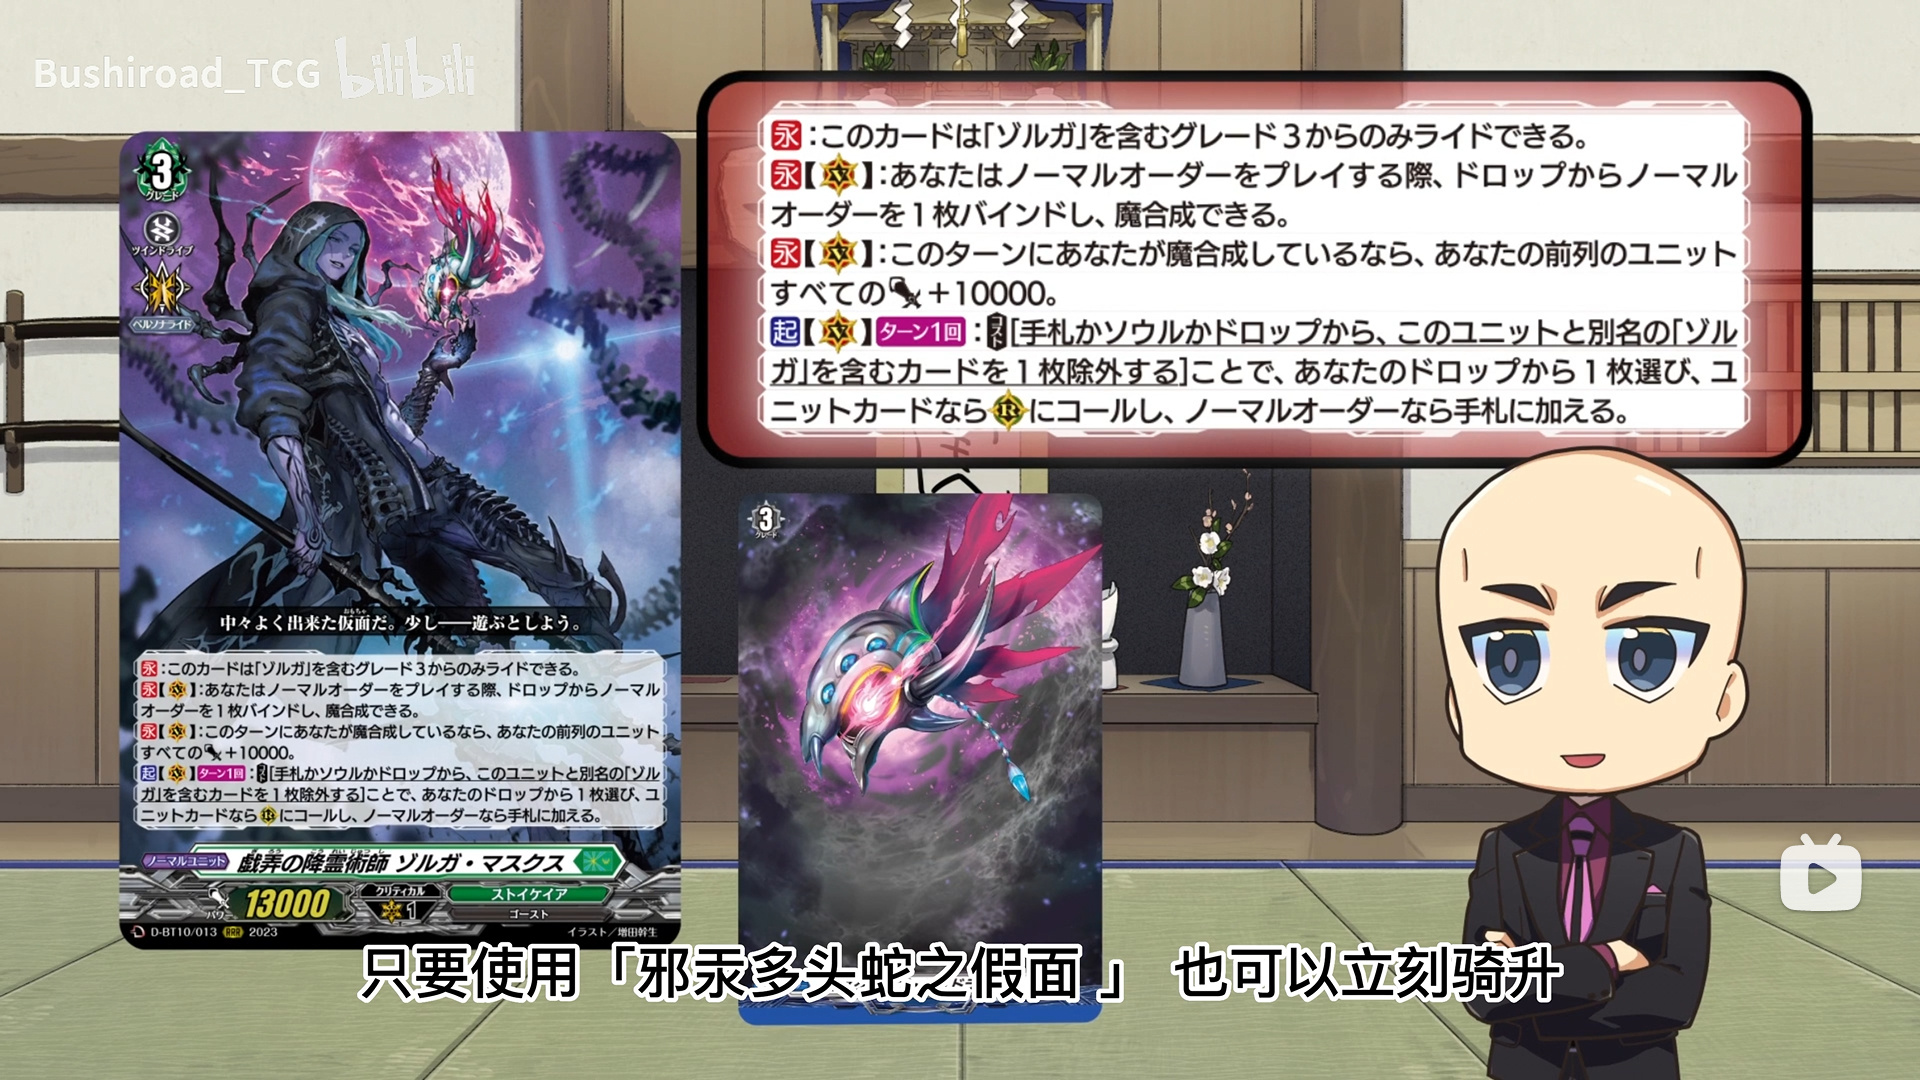 Bushiroad_TCG bilibili
永:このカードは「ゾルガ」を含むグレード3からのみライドできる。
永【V】:あなたはノーマルオーダーをプレイする際、ドロップからノーマル
オーダーを1枚バインドし、魔合成できる。
永【V】:このターンにあなたが魔合成しているなら、あなたの前列のユニット
すべての+10000。
起【V】ターン1回:コスト[手札かソウルかドロップから、このユニットと別名の「ゾル
ガ」を含むカードを1枚除外する]ことで、あなたのドロップから1枚選び、ユ
ニットカードならRにコールし、ノーマルオーダーなら手札に加える。
3
グレード
ツインドライブ
ペルソナライド
おもちゃ
中々よく出来た仮面だ。少し――遊ぶとしよう。
永:このカードは「ゾルガ」を含むグレード3からのみライドできる。
永【V】:あなたはノーマルオーダーをプレイする際、ドロップからノーマル
オーダーを1枚バインドし、魔合成できる。
永【V】:このターンにあなたが魔合成しているなら、あなたの前列のユニット
すべての+10000。
起【V】ターン1回:コスト[手札かソウルかドロップから、このユニットと別名の「ゾル
ガ」を含むカードを1枚除外する]ことで、あなたのドロップから1枚選び、ユ
ニットカードならRにコールし、ノーマルオーダーなら手札に加える。
ノーマルユニット 戯弄の降霊術師 ゾルガ・マスクス
パワー 13000 クリティカル 1 ストイケイア
ゴースト
D-BT10/013 RRR 2023 イラスト/増田幹生
3
グレード
只要使用「邪汞多头蛇之假面」 也可以立刻骑升